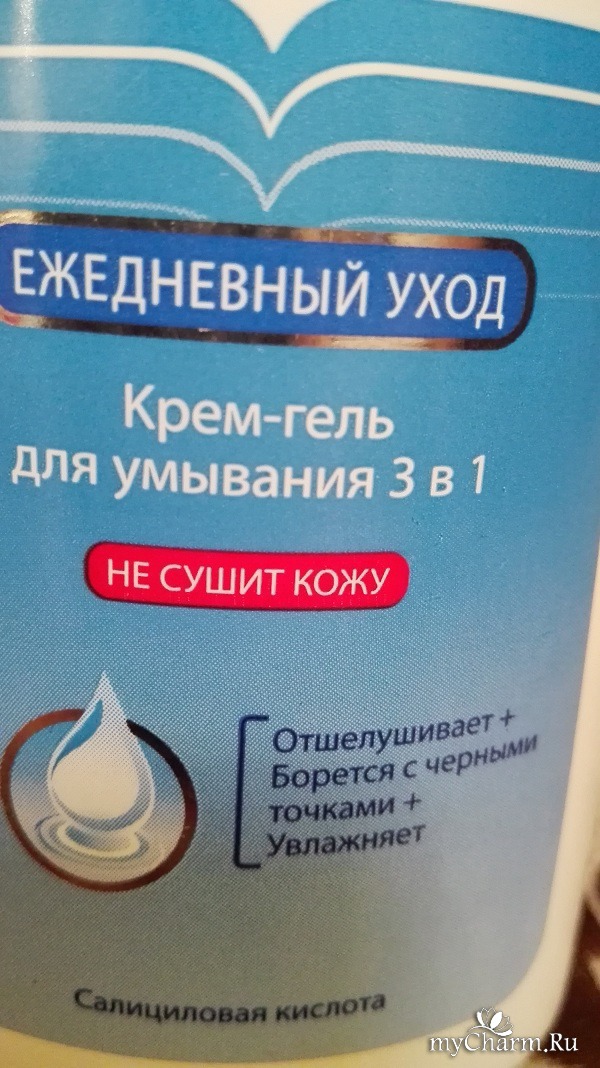 ЕЖЕДНЕВНЫЙ УХОД
Крем-гель
для умывания 3 в 1
НЕ СУШИТ КОЖУ
Отшелушивает +
Борется с черными
точками +
Увлажняет
Салициловая кислота
myCharm.Ru